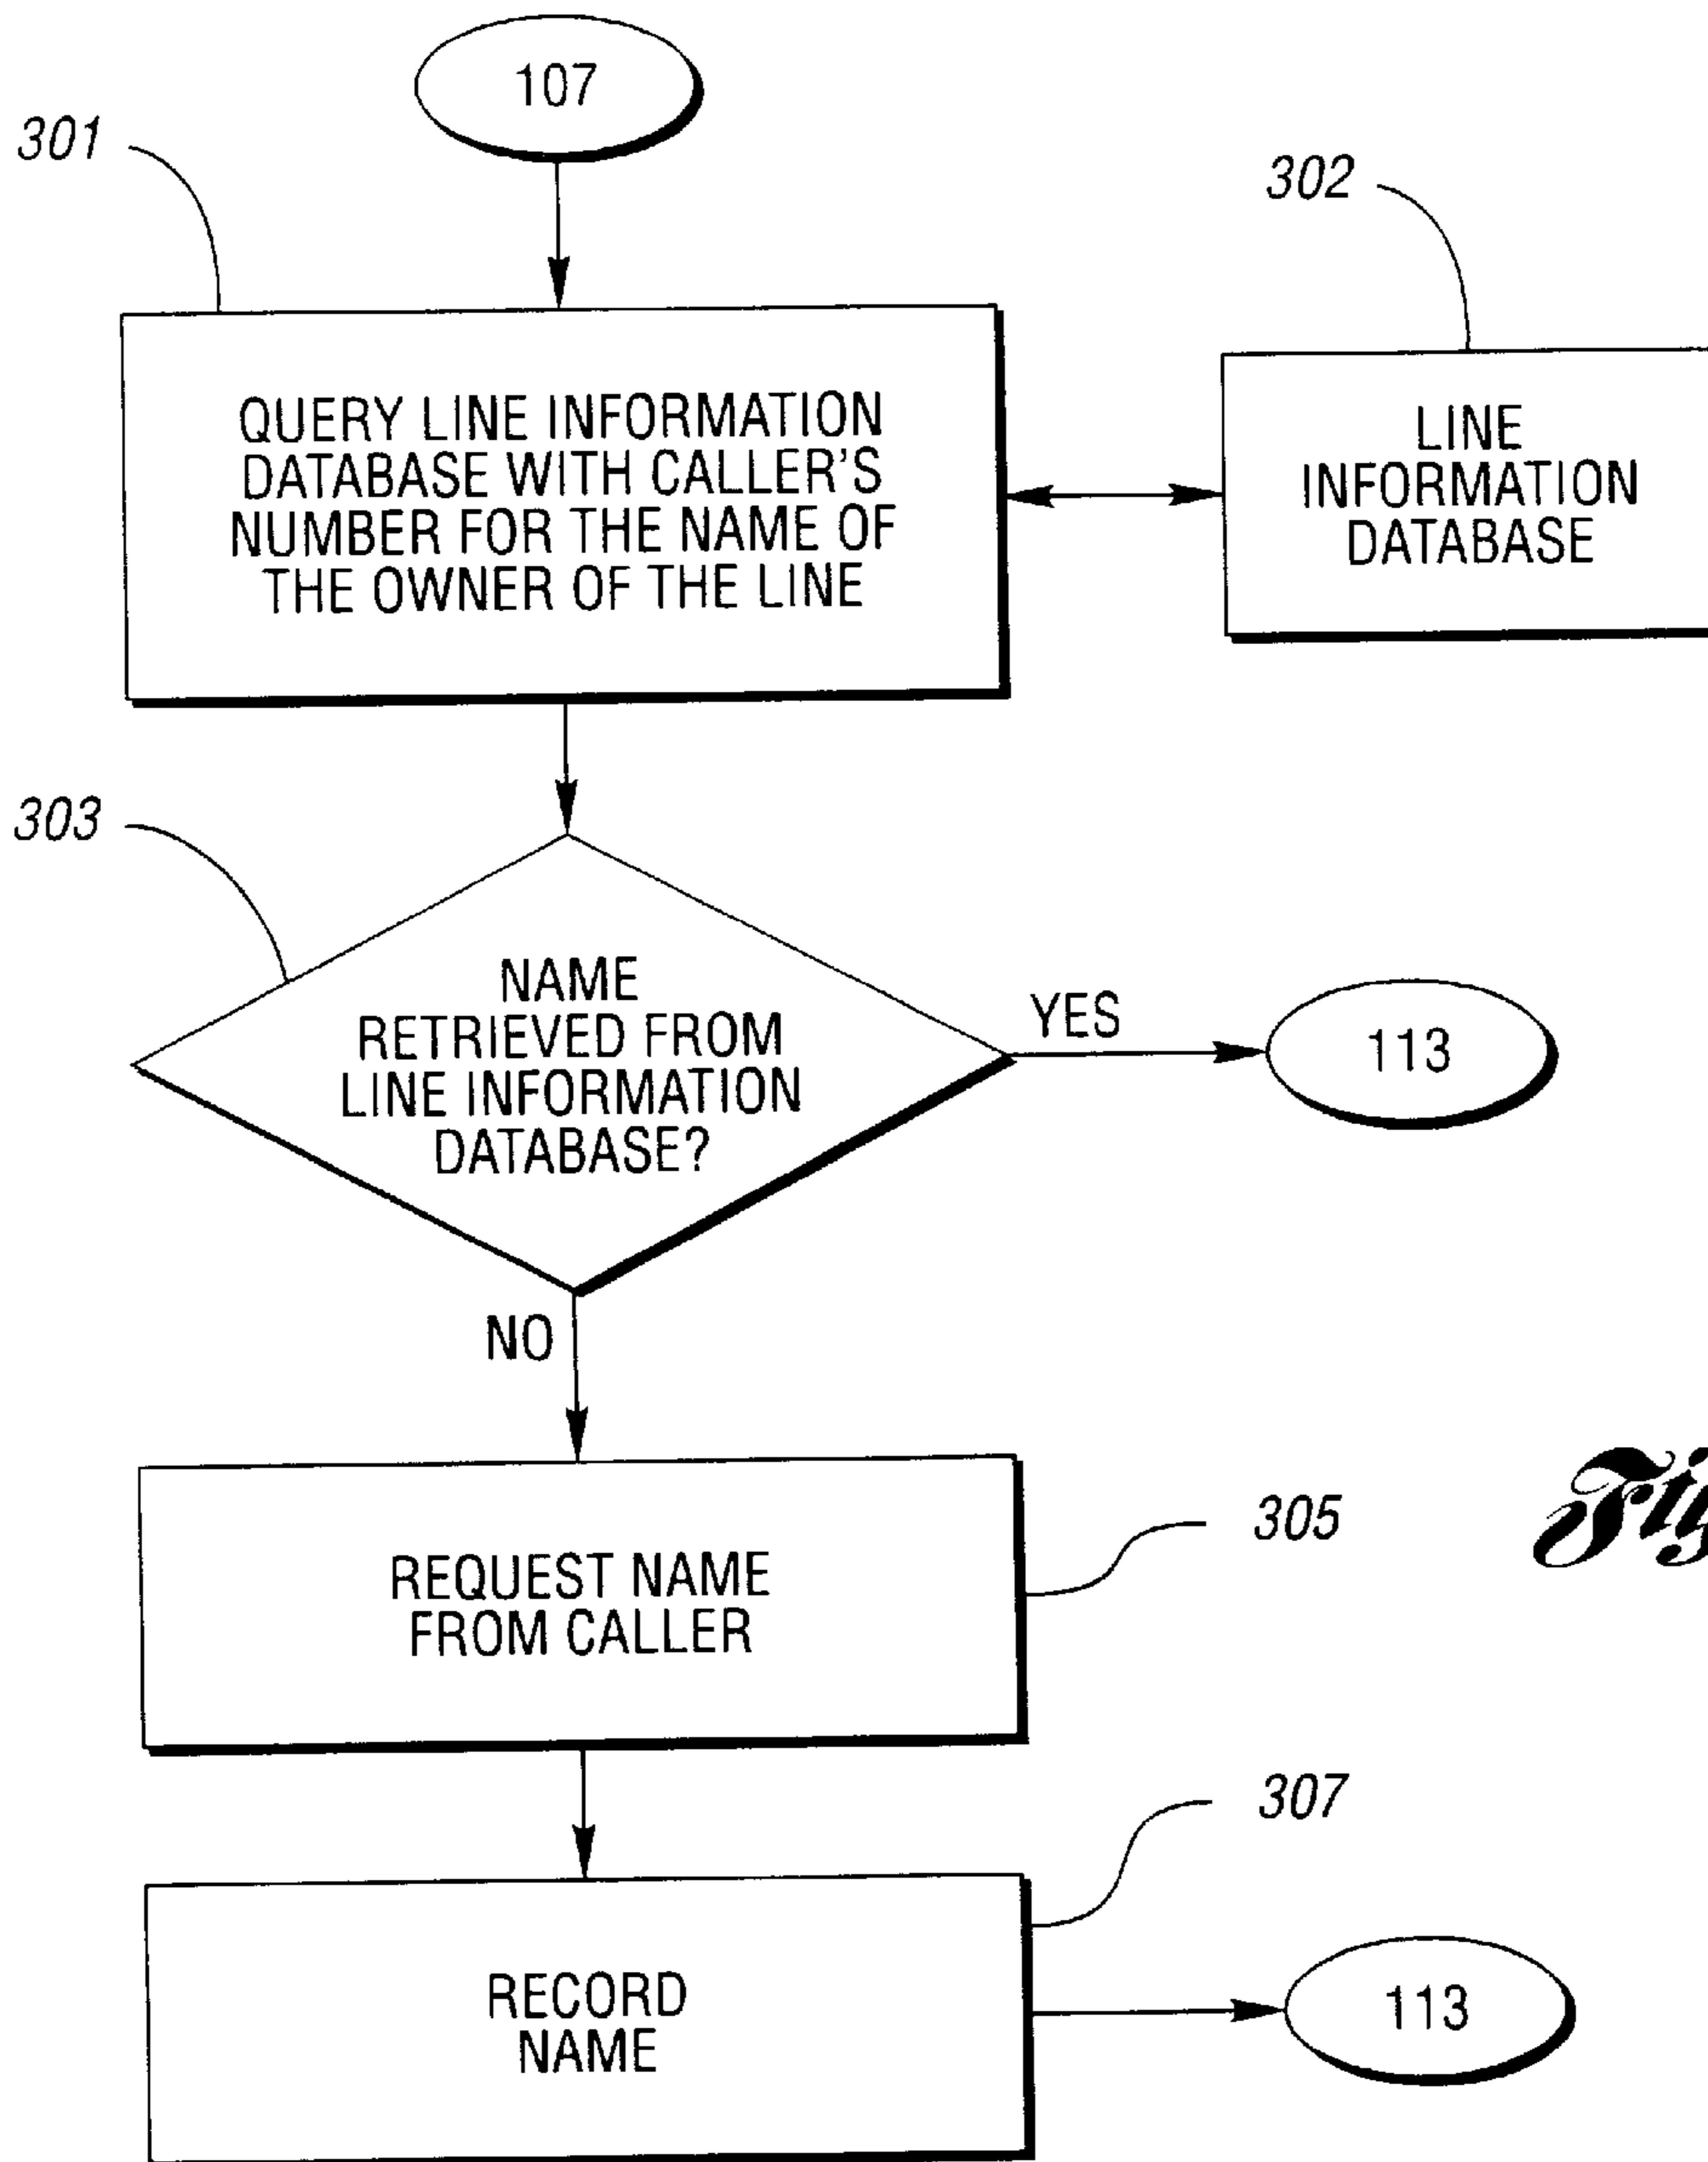 107
301
302
QUERY LINE INFORMATION
DATABASE WITH CALLER'S
NUMBER FOR THE NAME OF
THE OWNER OF THE LINE
LINE
INFORMATION
DATABASE
303
NAME
RETRIEVED FROM
LINE INFORMATION
DATABASE?
YES
113
NO
REQUEST NAME
FROM CALLER
305
Fig
307
RECORD
NAME
113